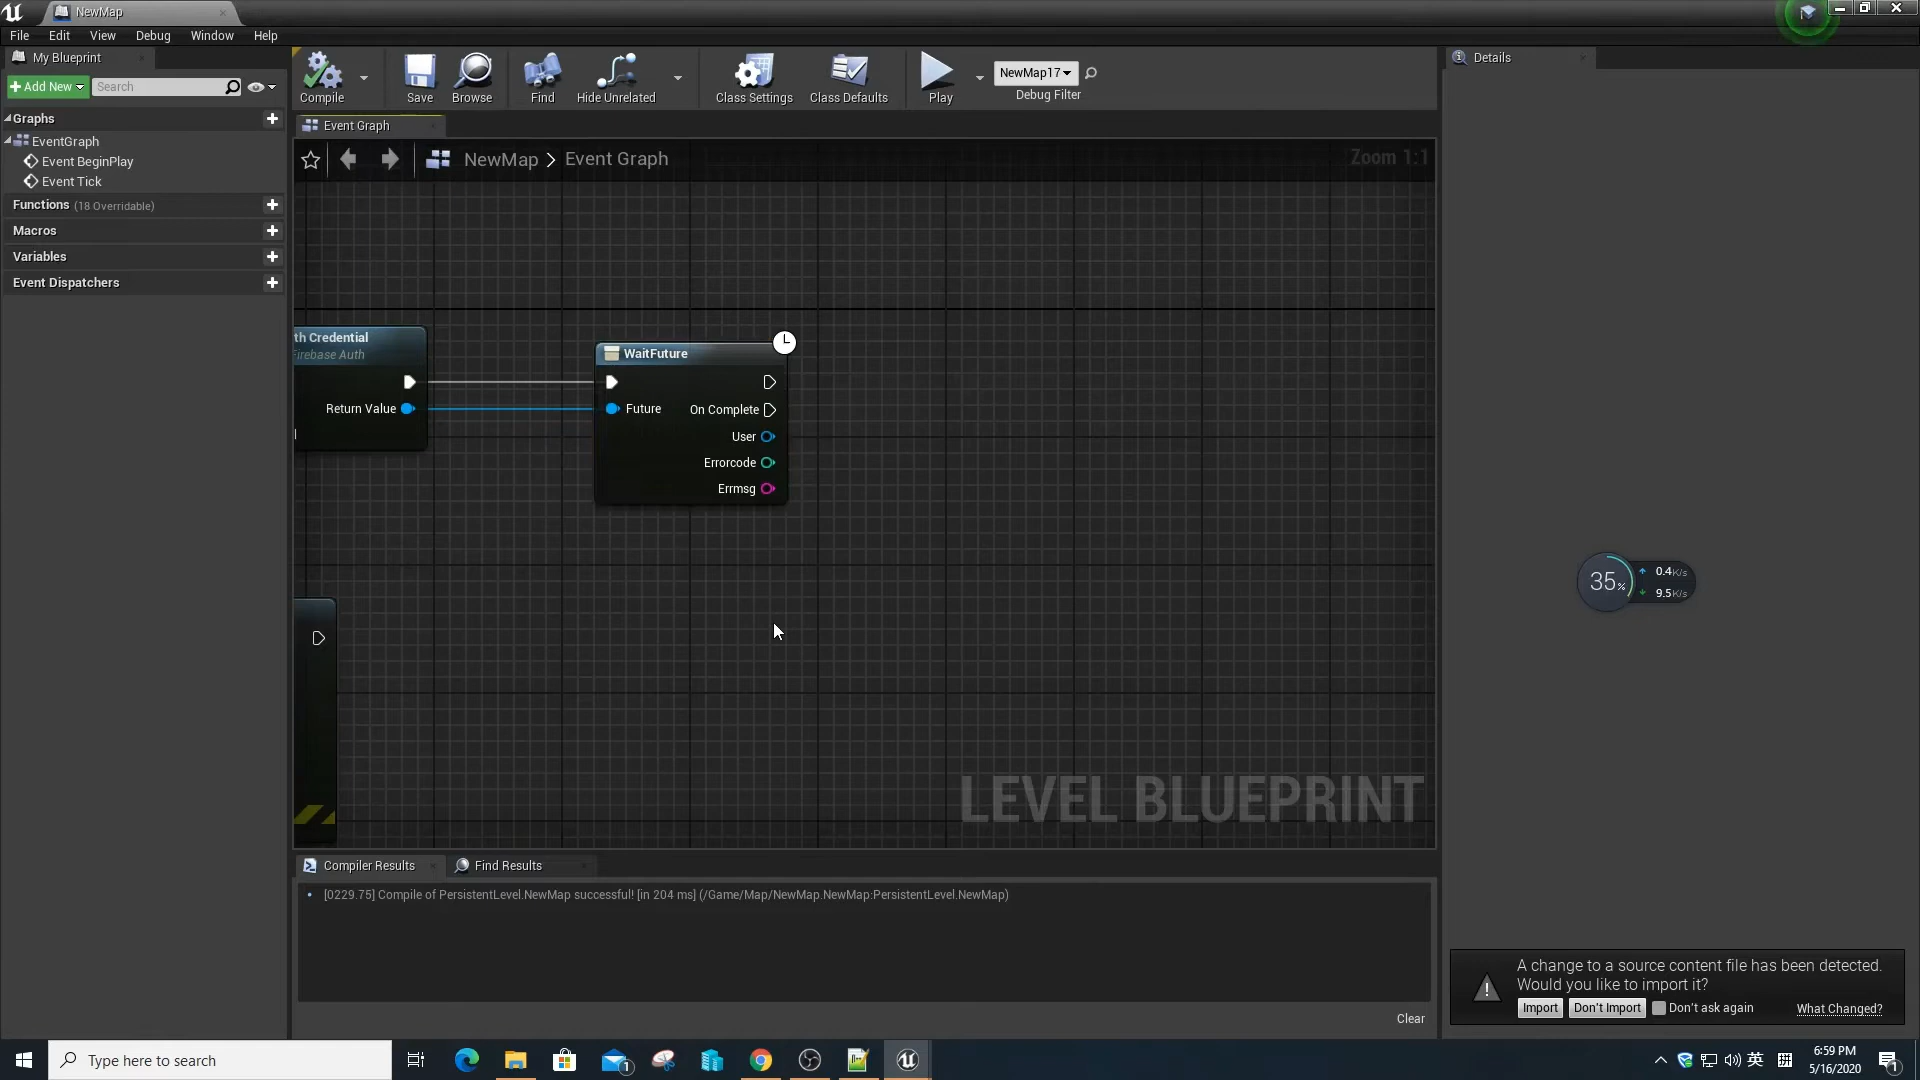 NewMap
File Edit View Debug Window Help
My Blueprint
Add New
Search
Graphs
EventGraph
Event BeginPlay
Event Tick
Functions (18 Overridable)
Macros
Variables
Event Dispatchers
Compile
Save
Browse
Find
Hide Unrelated
Class Settings
Class Defaults
Play
NewMap17
Debug Filter
Event Graph
NewMap > Event Graph
Zoom 1:1
th Credential
Firebase Auth
Return Value
WaitFuture
Future
On Complete
User
Errorcode
Errmsg
LEVEL BLUEPRINT
Compiler Results
Find Results
[0229.75] Compile of PersistentLevel.NewMap successful! [in 204 ms] (/Game/Map/NewMap.NewMap:PersistentLevel.NewMap)
Clear
Details
35%
0.4K/s
9.5K/s
A change to a source content file has been detected.
Would you like to import it?
Import Don't Import Don't ask again What Changed?
Type here to search
1
英
6:59 PM
5/16/2020
1